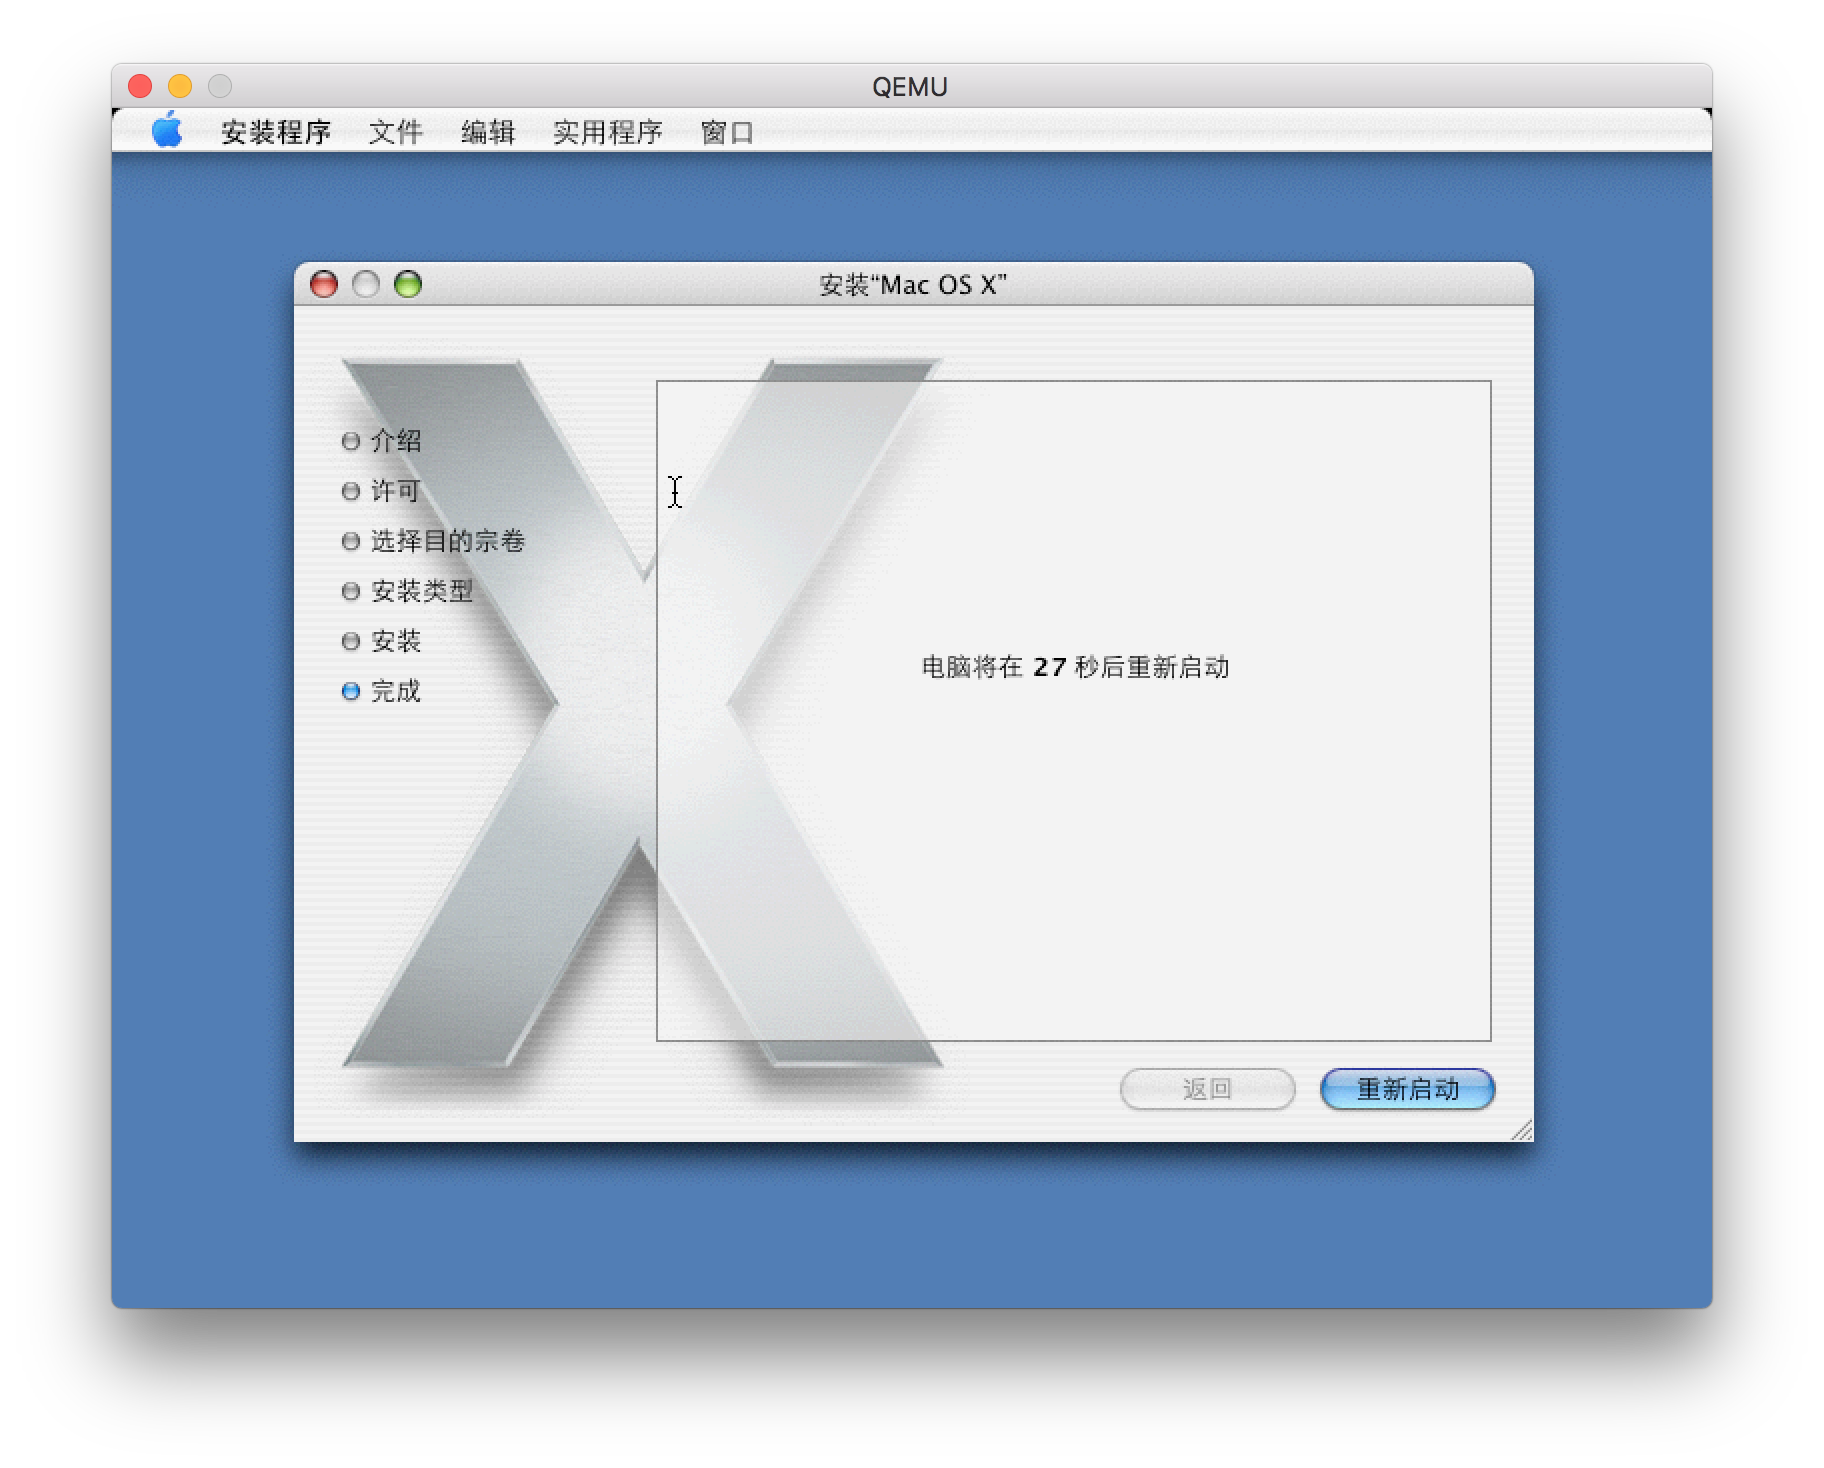 QEMU
安装程序 文件 编辑 实用程序 窗口
安装“Mac OS X”
介绍
许可
选择目的宗卷
安装类型
安装
完成
电脑将在 27 秒后重新启动
返回 重新启动